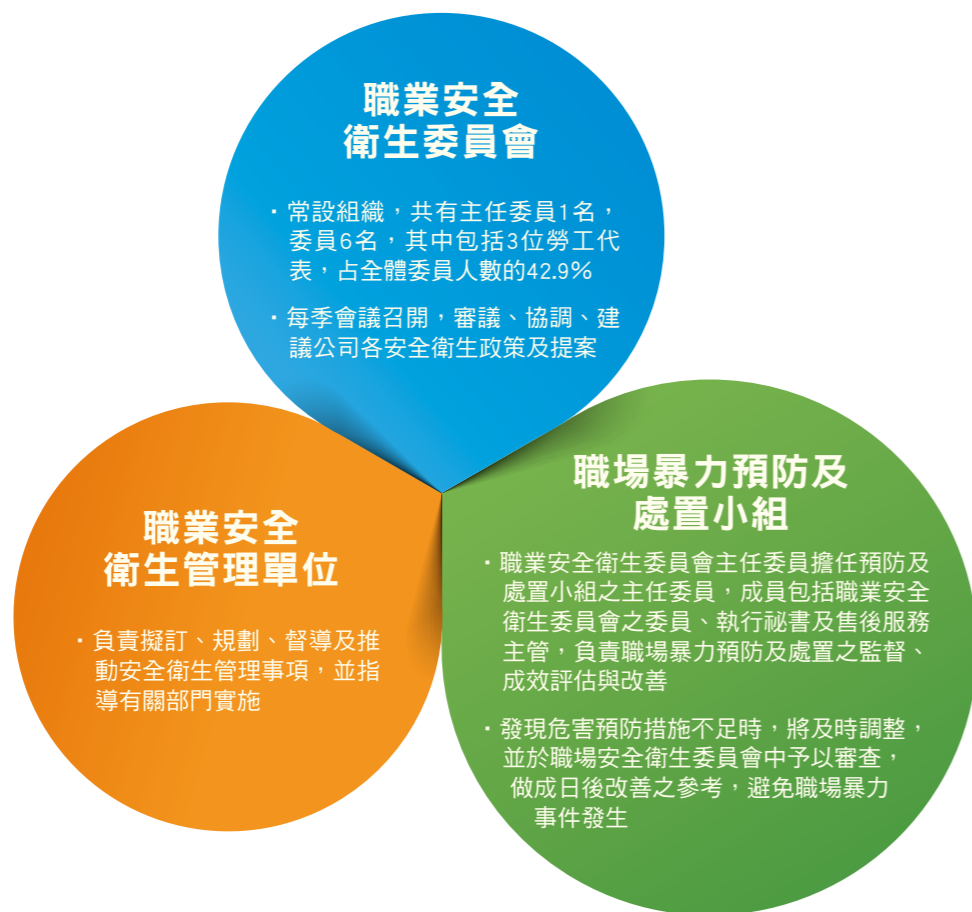 職業安全
衛生委員會
・常設組織，共有主任委員1名，
委員6名，其中包括3位勞工代
表，占全體委員人數的42.9%
・每季會議召開，審議、協調、建
議公司各安全衛生政策及提案
職業安全
衛生管理單位
・負責擬訂、規劃、督導及推
動安全衛生管理事項，並指
導有關部門實施
職場暴力預防及
處置小組
・職業安全衛生委員會主任委員擔任預防及
處置小組之主任委員，成員包括職業安全
衛生委員會之委員、執行祕書及售後服務
主管，負責職場暴力預防及處置之監督、
成效評估與改善
・發現危害預防措施不足時，將及時調整，
並於職場安全衛生委員會中予以審查，
做成日後改善之參考，避免職場暴力
事件發生